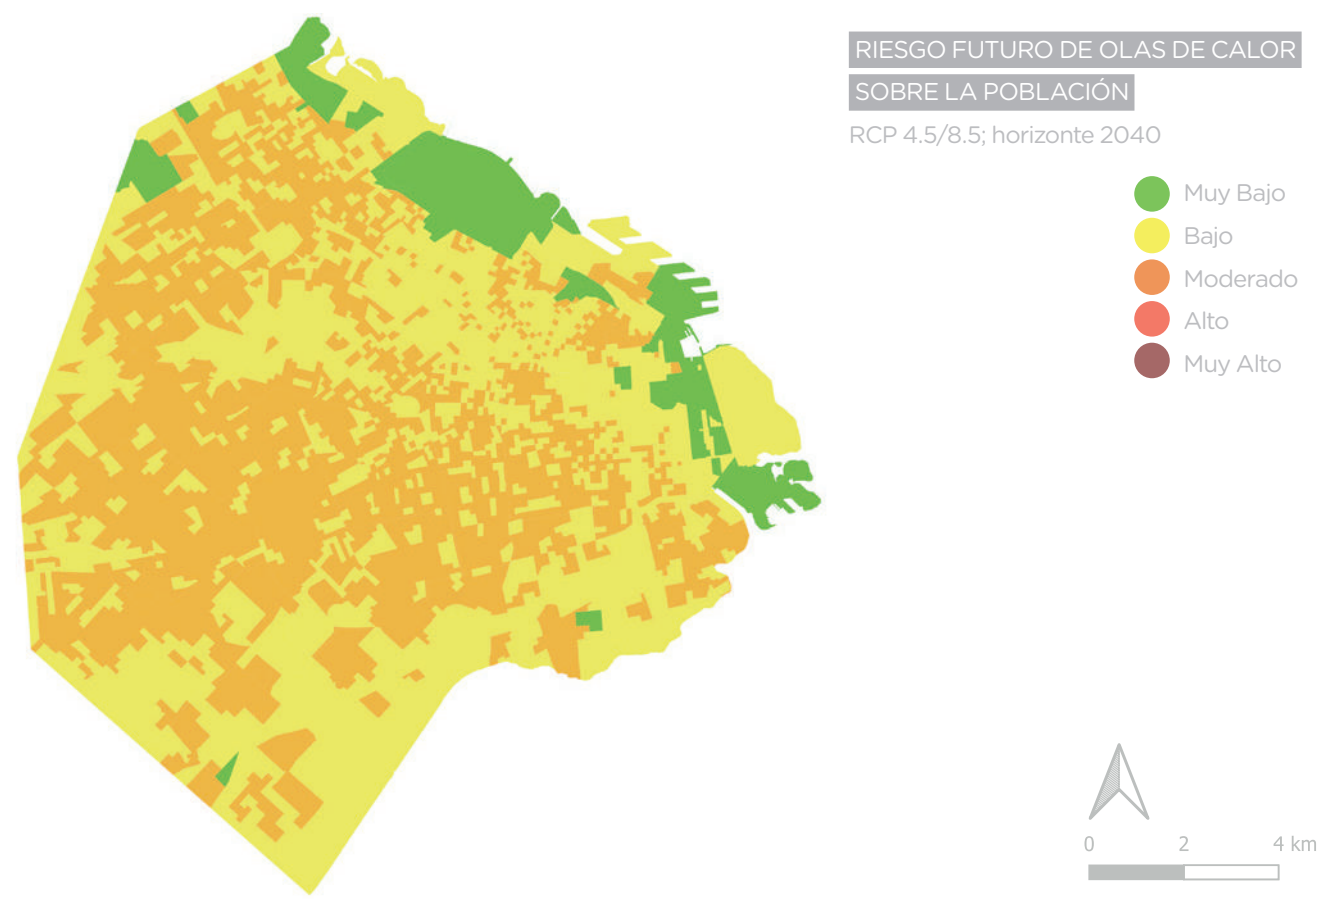 RIESGO FUTURO DE OLAS DE CALOR
SOBRE LA POBLACIÓN
RCP 4.5/8.5; horizonte 2040
Muy Bajo
Bajo
Moderado
Alto
Muy Alto
0 2 4 km